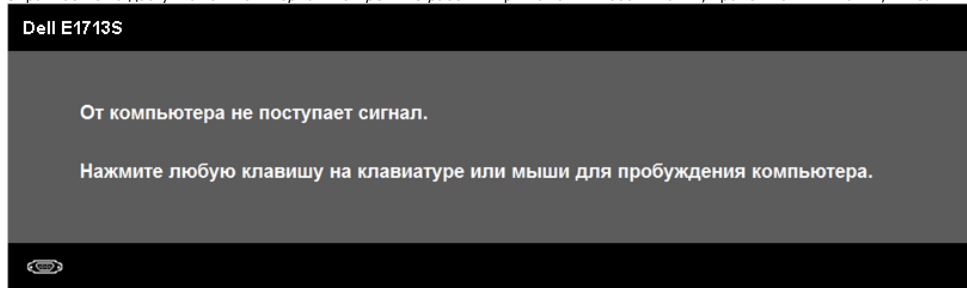 Dell E1713S
От компьютера не поступает сигнал.
Нажмите любую клавишу на клавиатуре или мыши для пробуждения компьютера.